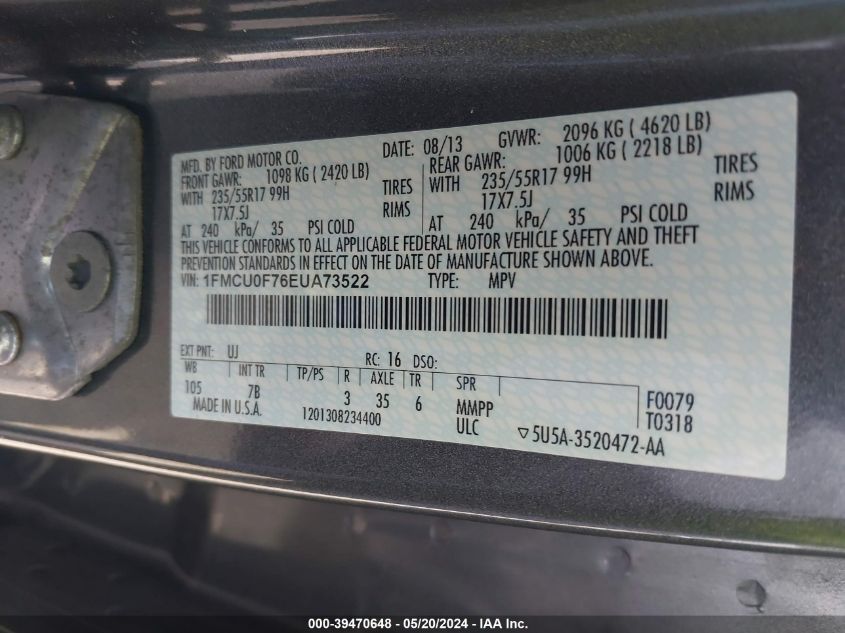 MFD. BY FORD MOTOR CO.
DATE: 08/13 GVWR: 2096 KG ( 4620 LB)
FRONT GAWR: 1098 KG ( 2420 LB)
WITH 235/55R17 99H TIRES
17X7.5J RIMS
AT 240 kPa/ 35 PSI COLD
REAR GAWR: 1006 KG ( 2218 LB)
WITH 235/55R17 99H TIRES
17X7.5J RIMS
AT 240 kPa/ 35 PSI COLD
THIS VEHICLE CONFORMS TO ALL APPLICABLE FEDERAL MOTOR VEHICLE SAFETY AND THEFT
PREVENTION STANDARDS IN EFFECT ON THE DATE OF MANUFACTURE SHOWN ABOVE.
VIN: 1FMCU0F76EUA73522 TYPE: MPV
EXT PNT: UJ RC: 16 DSO:
WB INT TR TP/PS R AXLE TR SPR
105 7B 3 35 6 MMPP F0079
MADE IN U.S.A. 1201308234400 ULC T0318
▽5U5A-3520472-AA
000-39470648 - 05/20/2024 - IAA Inc.